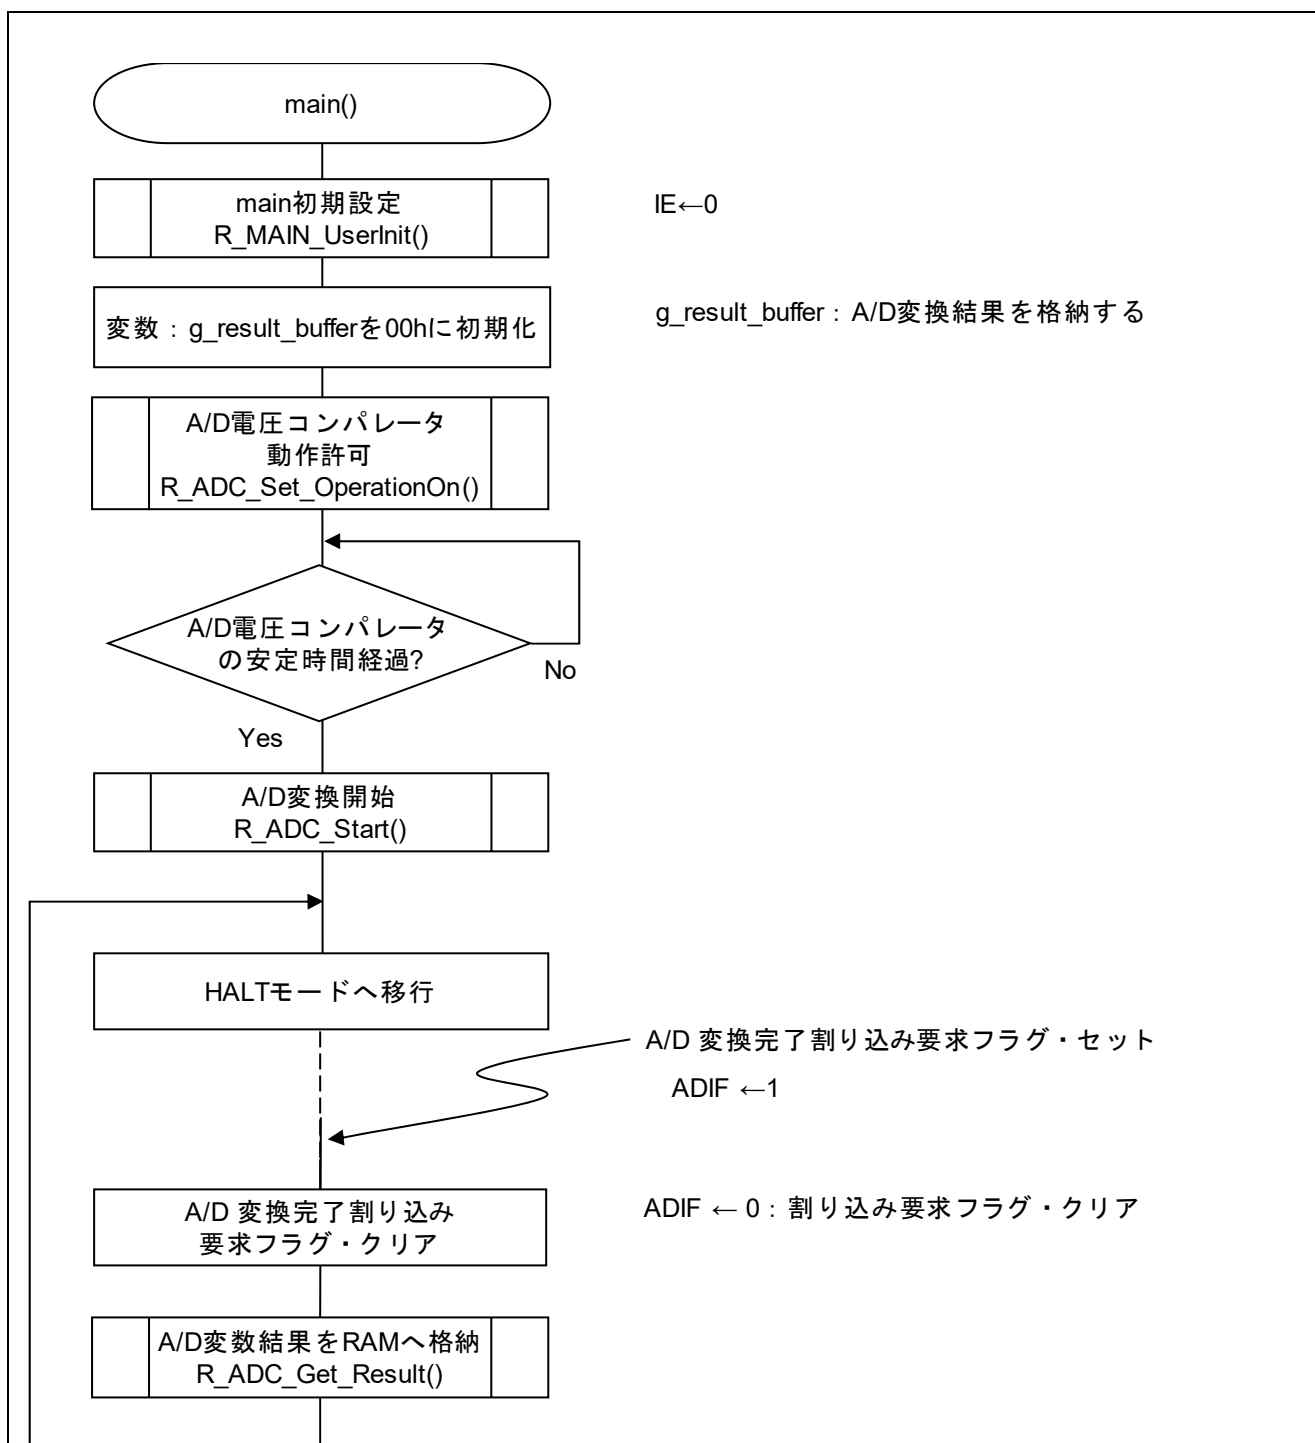 main()
main初期設定
R_MAIN_UserInit()
IE←0
変数：g_result_bufferを00hに初期化
g_result_buffer：A/D変換結果を格納する
A/D電圧コンパレータ
動作許可
R_ADC_Set_OperationOn()
A/D電圧コンパレータ
の安定時間経過?
No
Yes
A/D変換開始
R_ADC_Start()
HALTモードへ移行
A/D 変換完了割り込み要求フラグ・セット
ADIF ←1
A/D 変換完了割り込み
要求フラグ・クリア
ADIF ← 0：割り込み要求フラグ・クリア
A/D変数結果をRAMへ格納
R_ADC_Get_Result()